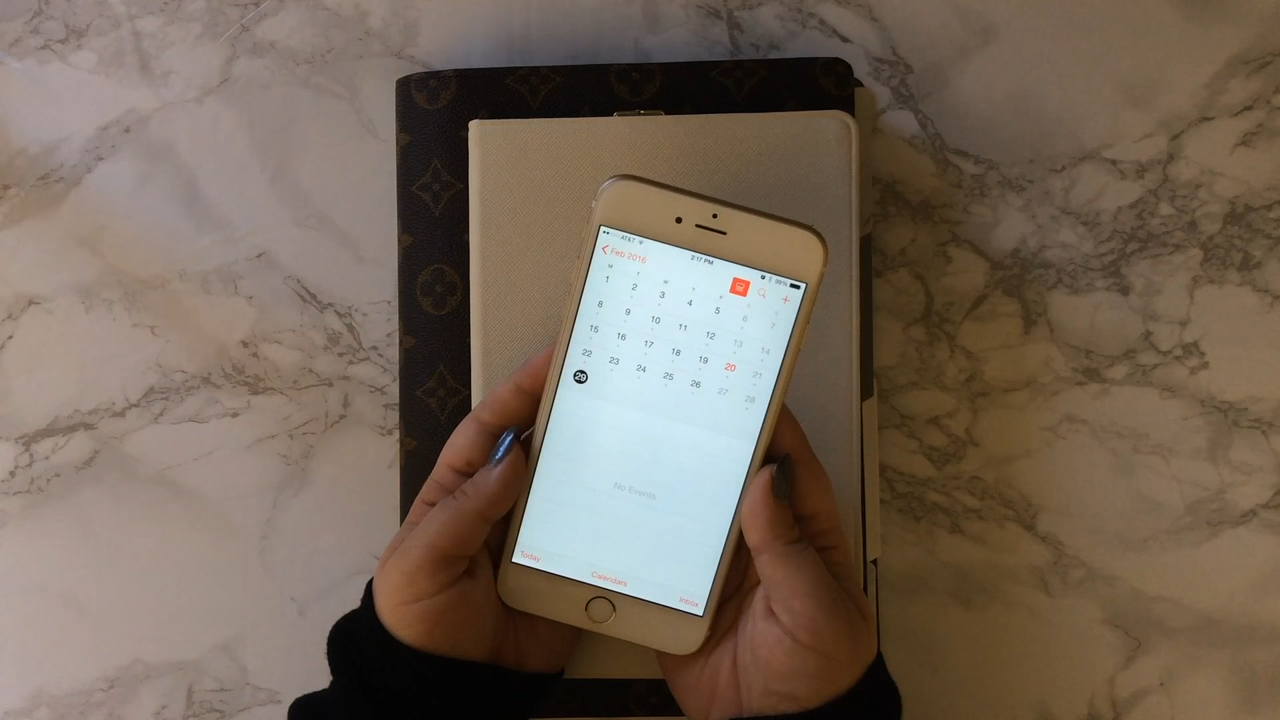 AT&T 2:17 PM 99%
Feb 2016
M T W T F S S
1 2 3 4 5 6 7
8 9 10 11 12 13 14
15 16 17 18 19 20 21
22 23 24 25 26 27 28
29
No Events
Today Calendars Inbox